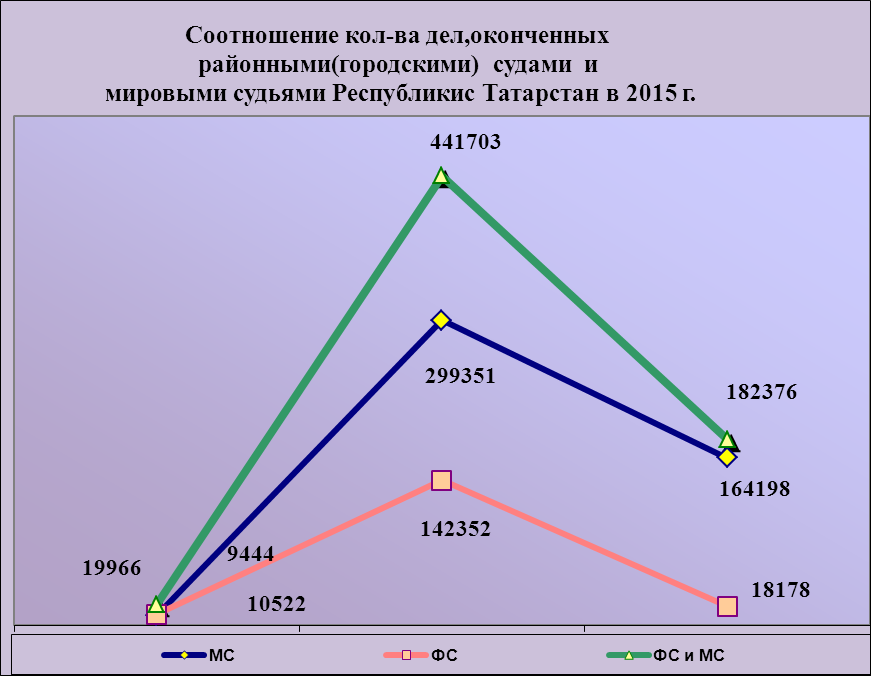 Соотношение кол-ва дел,оконченных
районными(городскими) судами и
мировыми судьями Республикис Татарстан в 2015 г.
441703
299351
182376
164198
142352
19966
9444
10522
18178
МС
ФС
ФС и МС